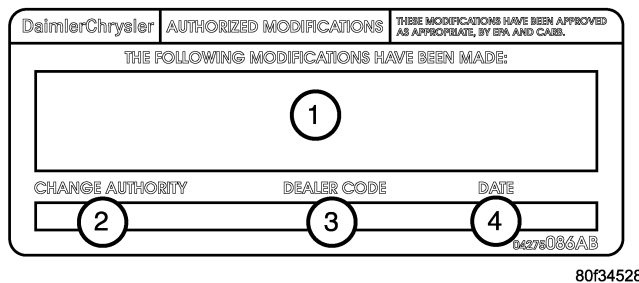 DaimlerChrysler AUTHORIZED MODIFICATIONS THESE MODIFICATIONS HAVE BEEN APPROVED
AS APPROPRIATE, BY EPA AND CARB.
THE FOLLOWING MODIFICATIONS HAVE BEEN MADE:
1
CHANGE AUTHORITY DEALER CODE DATE
2 3 4
04275086AB
80f34528